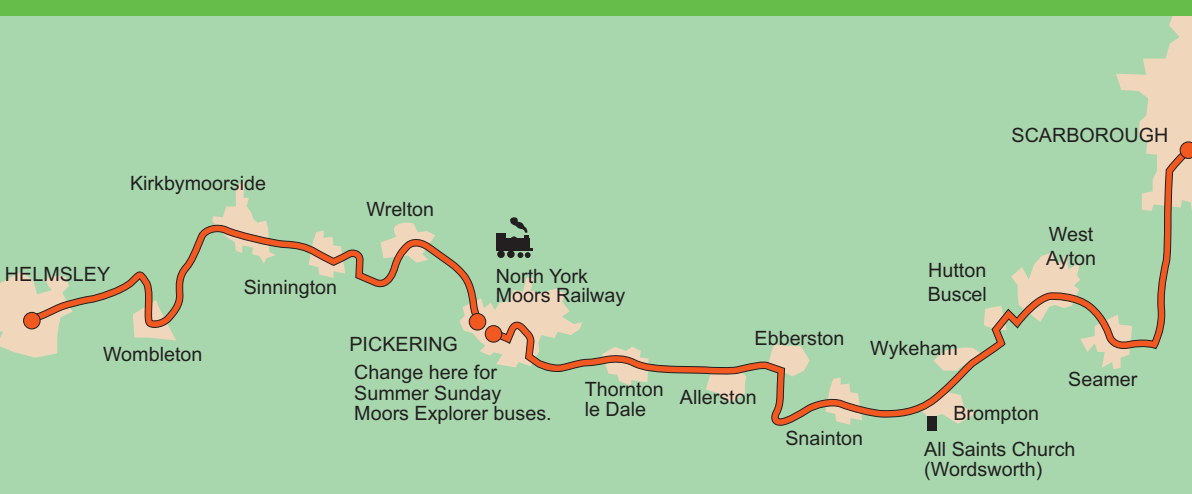 SCARBOROUGH
Kirkbymoorside
Wrelton
West
Ayton
HELMSLEY
Sinnington
North York
Moors Railway
Hutton
Buscel
Wombleton
PICKERING
Change here for
Summer Sunday
Moors Explorer buses.
Ebberston
Wykeham
Seamer
Thornton
le Dale
Allerston
Brompton
Snainton
All Saints Church
(Wordsworth)